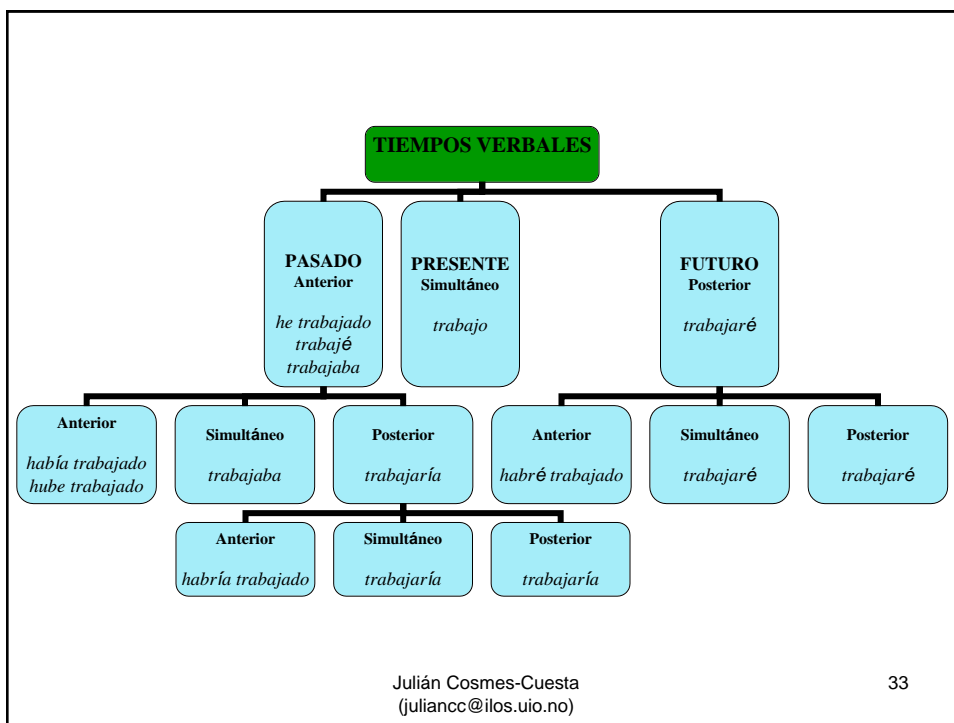 TIEMPOS VERBALES
PASADO
Anterior
he trabajado
trabajé
trabajaba
PRESENTE
Simultáneo
trabajo
FUTURO
Posterior
trabajaré
Anterior
había trabajado
hube trabajado
Simultáneo
trabajaba
Posterior
trabajaría
Anterior
habré trabajado
Simultáneo
trabajaré
Posterior
trabajaré
Anterior
habría trabajado
Simultáneo
trabajaría
Posterior
trabajaría
Julián Cosmes-Cuesta
(juliancc@ilos.uio.no)
33